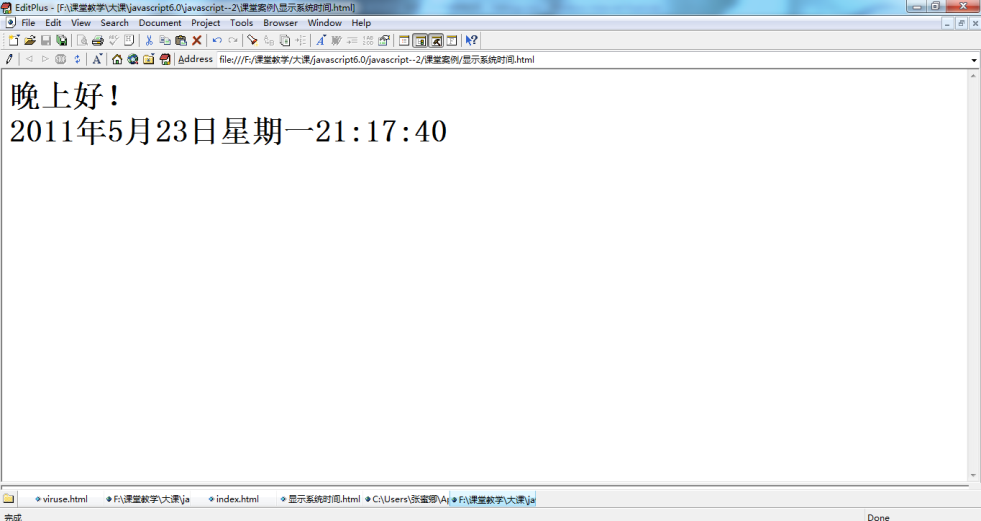 EditPlus - [F:\课堂教学\大课\javascript6.0\javascript--2\课堂案例\显示系统时间.html]
File Edit View Search Document Project Tools Browser Window Help
Address file:///F:/课堂教学/大课/javascript6.0/javascript--2/课堂案例/显示系统时间.html
晚上好！
2011年5月23日星期一21:17:40
viruse.html F:\课堂教学\大课\ja index.html 显示系统时间.html C:\Users\张蜜娜\Ap F:\课堂教学\大课\ja
完成 Done